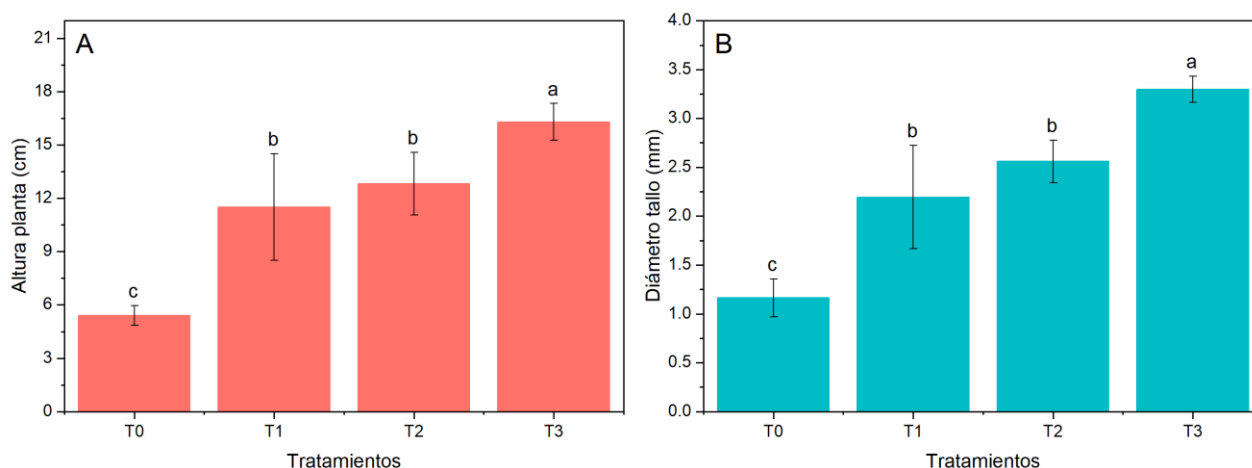 A
Altura planta (cm)
21
18
15
12
9
6
3
0
c
b
b
a
T0
T1
T2
T3
Tratamientos
B
Diámetro tallo (mm)
4.0
3.5
3.0
2.5
2.0
1.5
1.0
0.5
0.0
c
b
b
a
T0
T1
T2
T3
Tratamientos